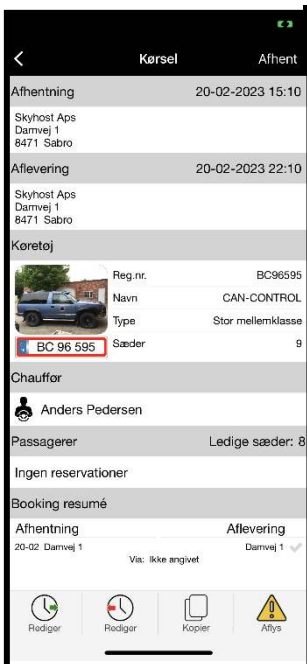 Kørsel Afhent
Afhentning 20-02-2023 15:10
Skyhost Aps
Damvej 1
8471 Sabro
Aflevering 20-02-2023 22:10
Skyhost Aps
Damvej 1
8471 Sabro
Køretøj
Reg.nr. BC96595
Navn CAN-CONTROL
Type Stor mellemklasse
Sæder 9
BC 96 595
Chauffør
Anders Pedersen
Passagerer Ledige sæder: 8
Ingen reservationer
Booking resumé
Afhentning Aflevering
20-02 Damvej 1 Damvej 1
Via: Ikke angivet
Rediger Rediger Kopier Aflys